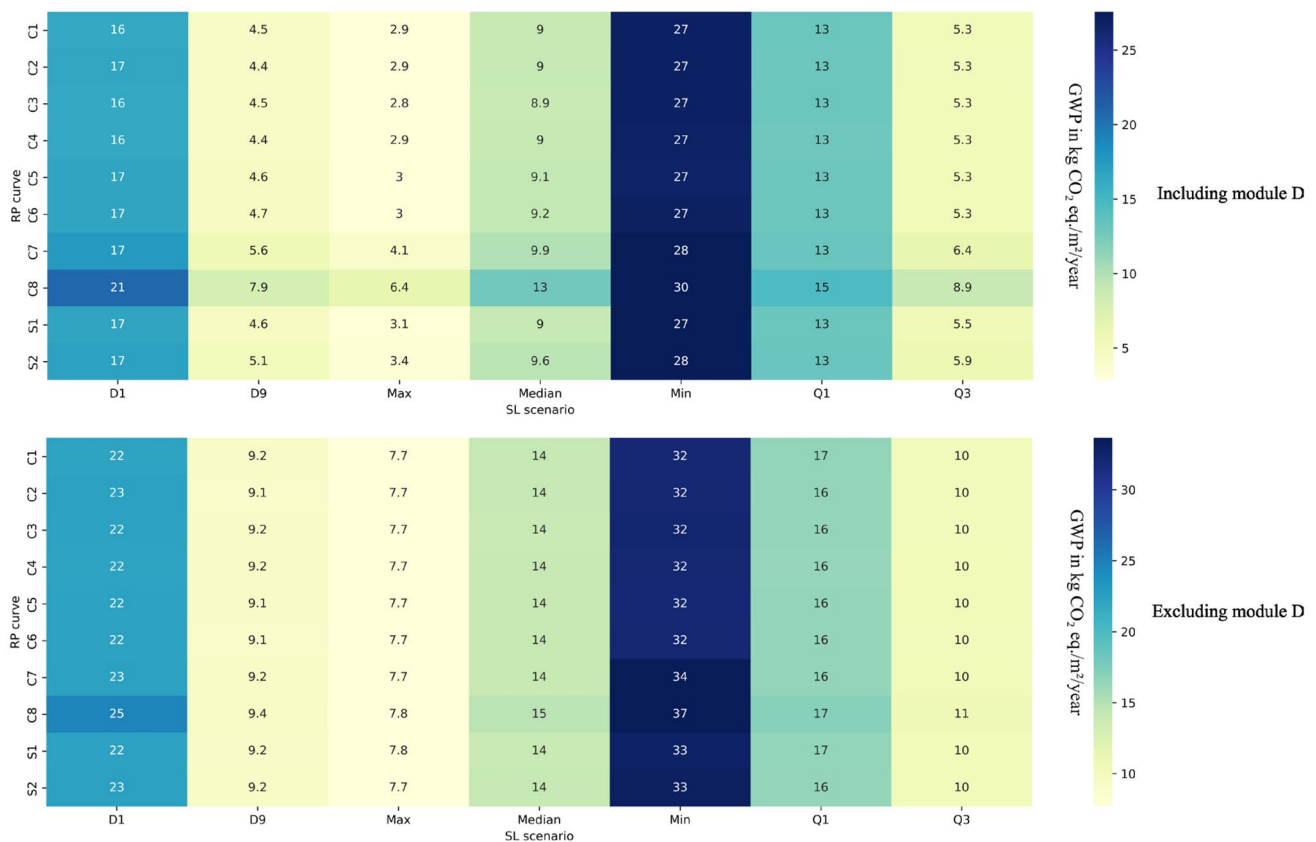 C1 16 4.5 2.9 9 27 13 5.3
C2 17 4.4 2.9 9 27 13 5.3
C3 16 4.5 2.8 8.9 27 13 5.3
C4 16 4.4 2.9 9 27 13 5.3
C5 17 4.6 3 9.1 27 13 5.3
C6 17 4.7 3 9.2 27 13 5.3
C7 17 5.6 4.1 9.9 28 13 6.4
C8 21 7.9 6.4 13 30 15 8.9
S1 17 4.6 3.1 9 27 13 5.5
S2 17 5.1 3.4 9.6 28 13 5.9
RP curve
D1 D9 Max Median Min Q1 Q3
SL scenario
25
20
15
10
5
GWP in kg CO₂ eq./m²/year
Including module D
C1 22 9.2 7.7 14 32 17 10
C2 23 9.1 7.7 14 32 16 10
C3 22 9.2 7.7 14 32 16 10
C4 22 9.2 7.7 14 32 16 10
C5 22 9.1 7.7 14 32 16 10
C6 22 9.1 7.7 14 32 16 10
C7 23 9.2 7.7 14 34 16 10
C8 25 9.4 7.8 15 37 17 11
S1 22 9.2 7.8 14 33 17 10
S2 23 9.2 7.7 14 33 16 10
RP curve
D1 D9 Max Median Min Q1 Q3
SL scenario
30
25
20
15
10
GWP in kg CO₂ eq./m²/year
Excluding module D